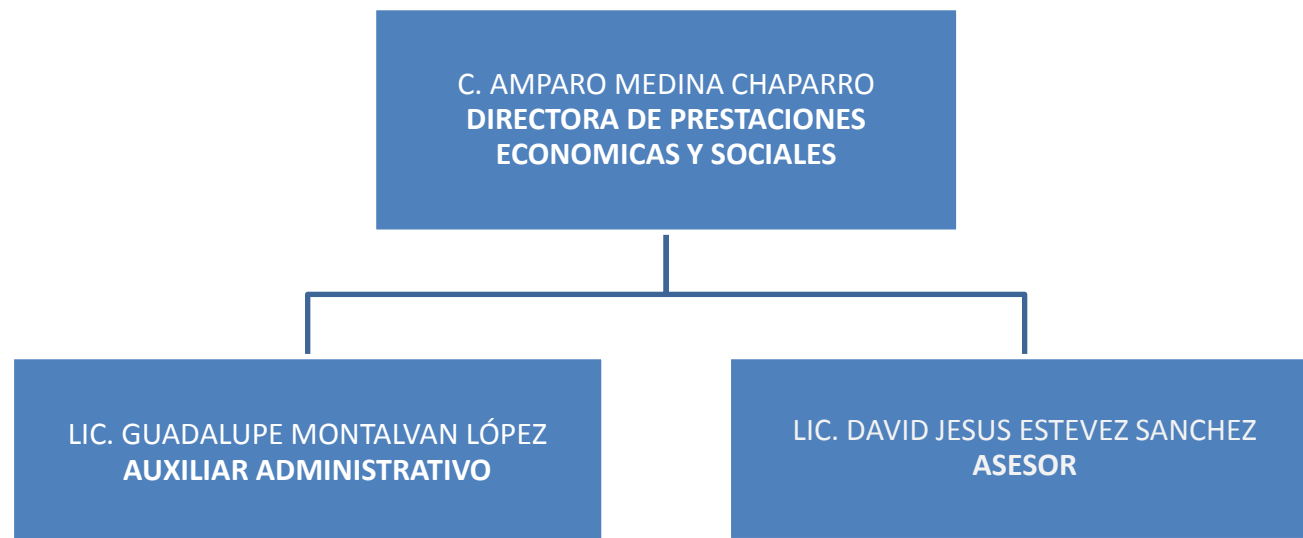 C. AMPARO MEDINA CHAPARRO
DIRECTORA DE PRESTACIONES
ECONOMICAS Y SOCIALES
LIC. GUADALUPE MONTALVAN LÓPEZ
AUXILIAR ADMINISTRATIVO
LIC. DAVID JESUS ESTEVEZ SANCHEZ
ASESOR